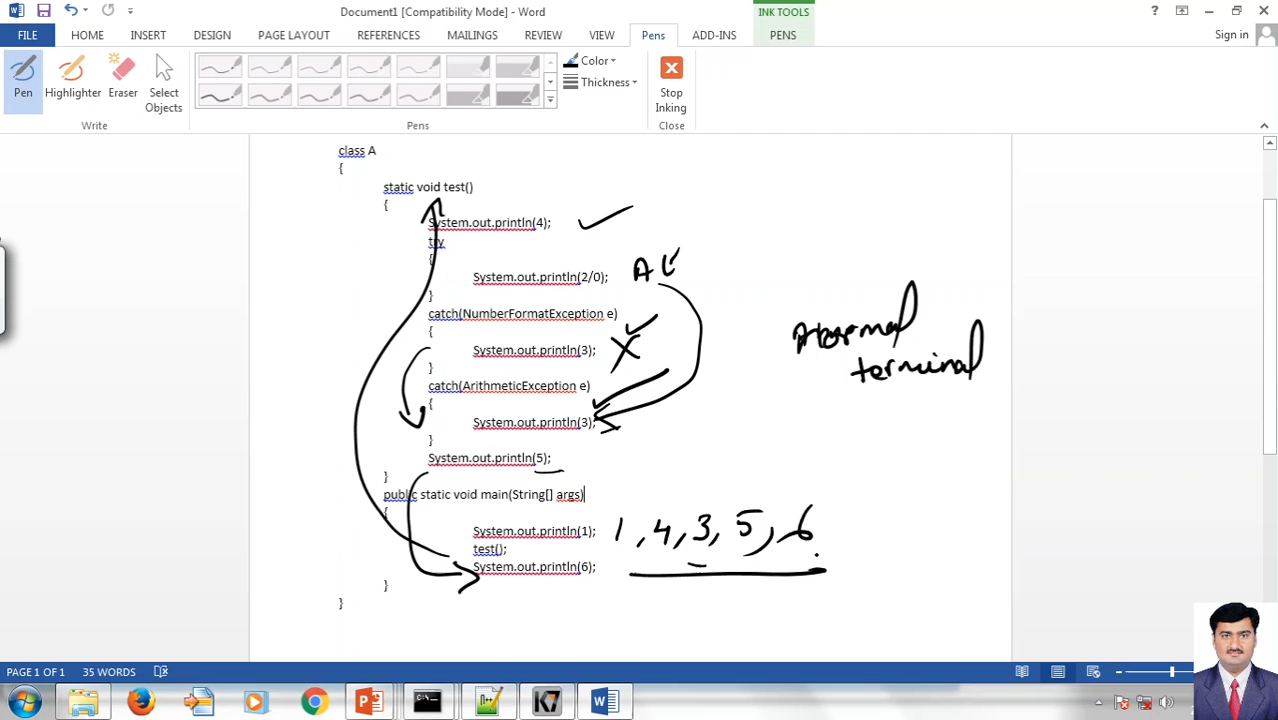 Document1 [Compatibility Mode] - Word
INK TOOLS
FILE HOME INSERT DESIGN PAGE LAYOUT REFERENCES MAILINGS REVIEW VIEW Pens ADD-INS PENS
Sign in
Pen Highlighter Eraser Select Objects
Color
Thickness
Stop Inking
Write Pens Close
class A
{
static void test()
{
System.out.println(4);
try
{
System.out.println(2/0);
A E
}
catch(NumberFormatException e)
{
System.out.println(3);
}
catch(ArithmeticException e)
{
System.out.println(3);
}
System.out.println(5);
}
public static void main(String[] args)
{
System.out.println(1);
test();
System.out.println(6);
}
}
1, 4, 3, 5, 6
terminal
PAGE 1 OF 1 35 WORDS